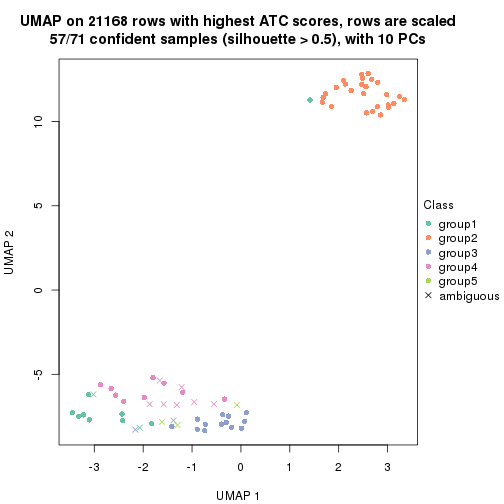 UMAP on 21168 rows with highest ATC scores, rows are scaled
57/71 confident samples (silhouette > 0.5), with 10 PCs
10
5
0
-5
UMAP 2
-3
-2
-1
0
1
2
3
UMAP 1
Class
group1
group2
group3
group4
group5
ambiguous